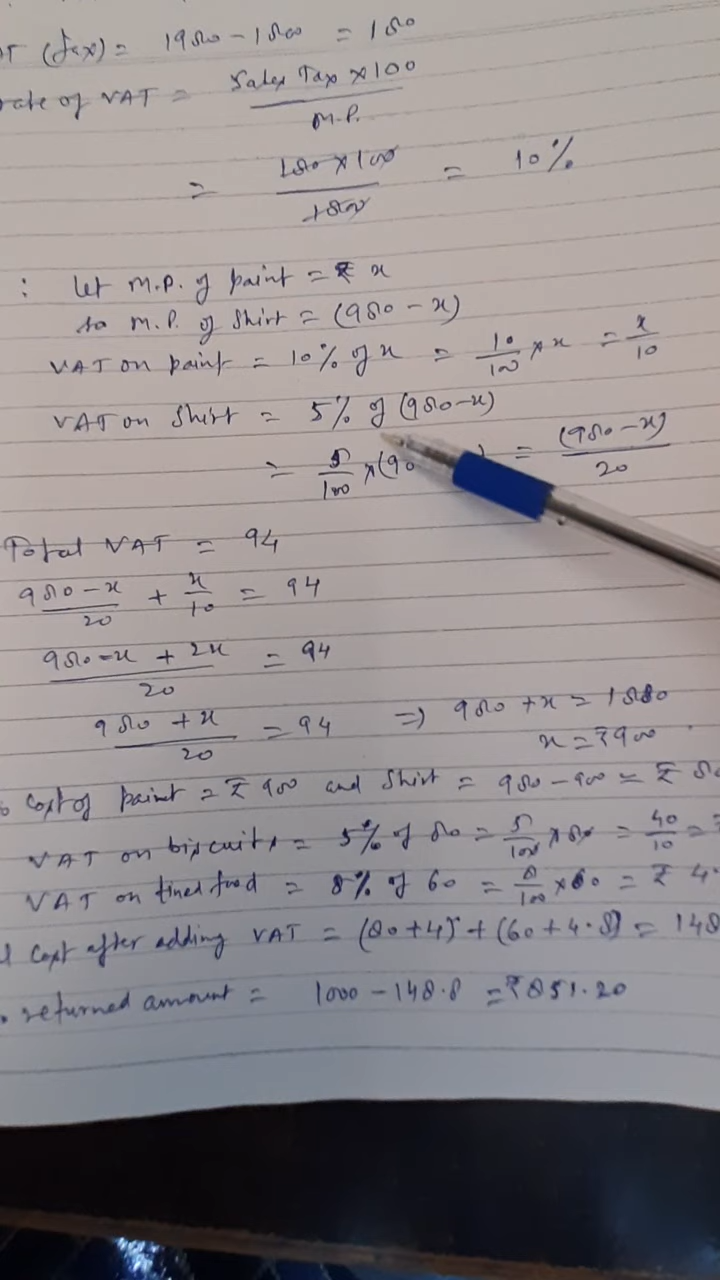 T (tax) = 1980 - 1800 = 180
rate of VAT = Sales Tax × 100 / M.P.
= 180 × 100 / 1800 = 10%
: Let M.P. of paint = ₹ x
so M.P. of shirt = (980 - x)
VAT on paint = 10% of x = 10/100 × x = x/10
VAT on shirt = 5% of (980 - x)
= 5/100 × (90 ) = (980 - x)/20
Total VAT = 94
980 - x / 20 + x/10 = 94
980 - x + 2x / 20 = 94
980 + x / 20 = 94 ⇒ 980 + x = 1880
x = ₹ 900
Cost of paint = ₹ 900 and shirt = 980 - 900 = ₹ 8
VAT on biscuits = 5% of 80 = 5/100 × 80 = 40/10 =
VAT on tined food = 8% of 60 = 8/100 × 60 = ₹ 4.
l Cost after adding VAT = (80+4) + (60+4.8) = 148
returned amount = 1000 - 148.8 = ₹ 851.20